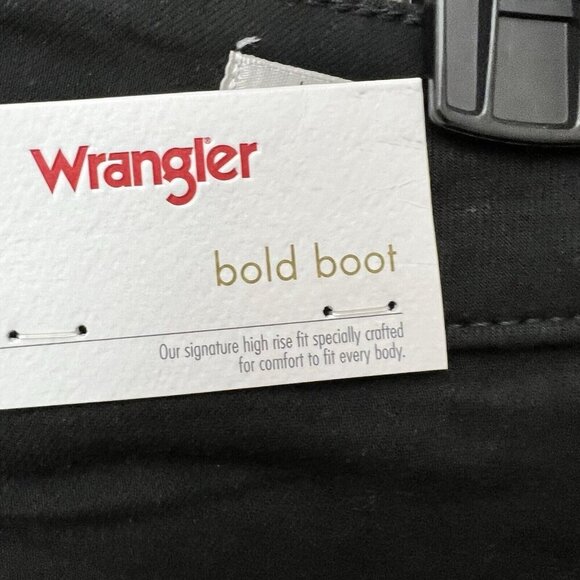 Wrangler
bold boot
Our signature high rise fit specially crafted
for comfort to fit every body.